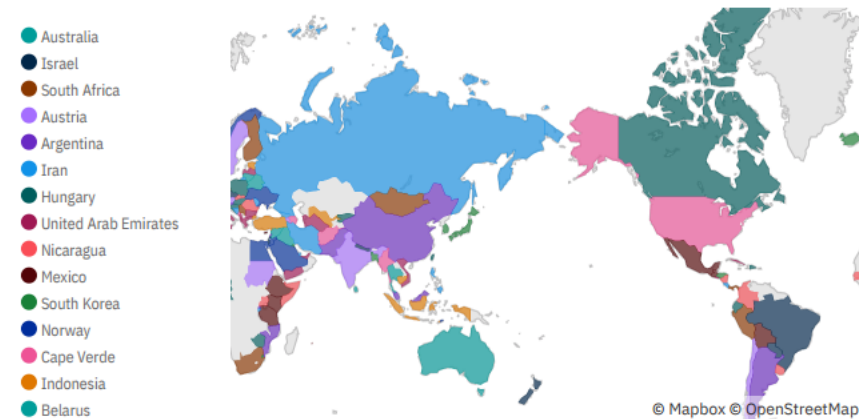 Australia
Israel
South Africa
Austria
Argentina
Iran
Hungary
United Arab Emirates
Nicaragua
Mexico
South Korea
Norway
Cape Verde
Indonesia
Belarus
© Mapbox © OpenStreetMap